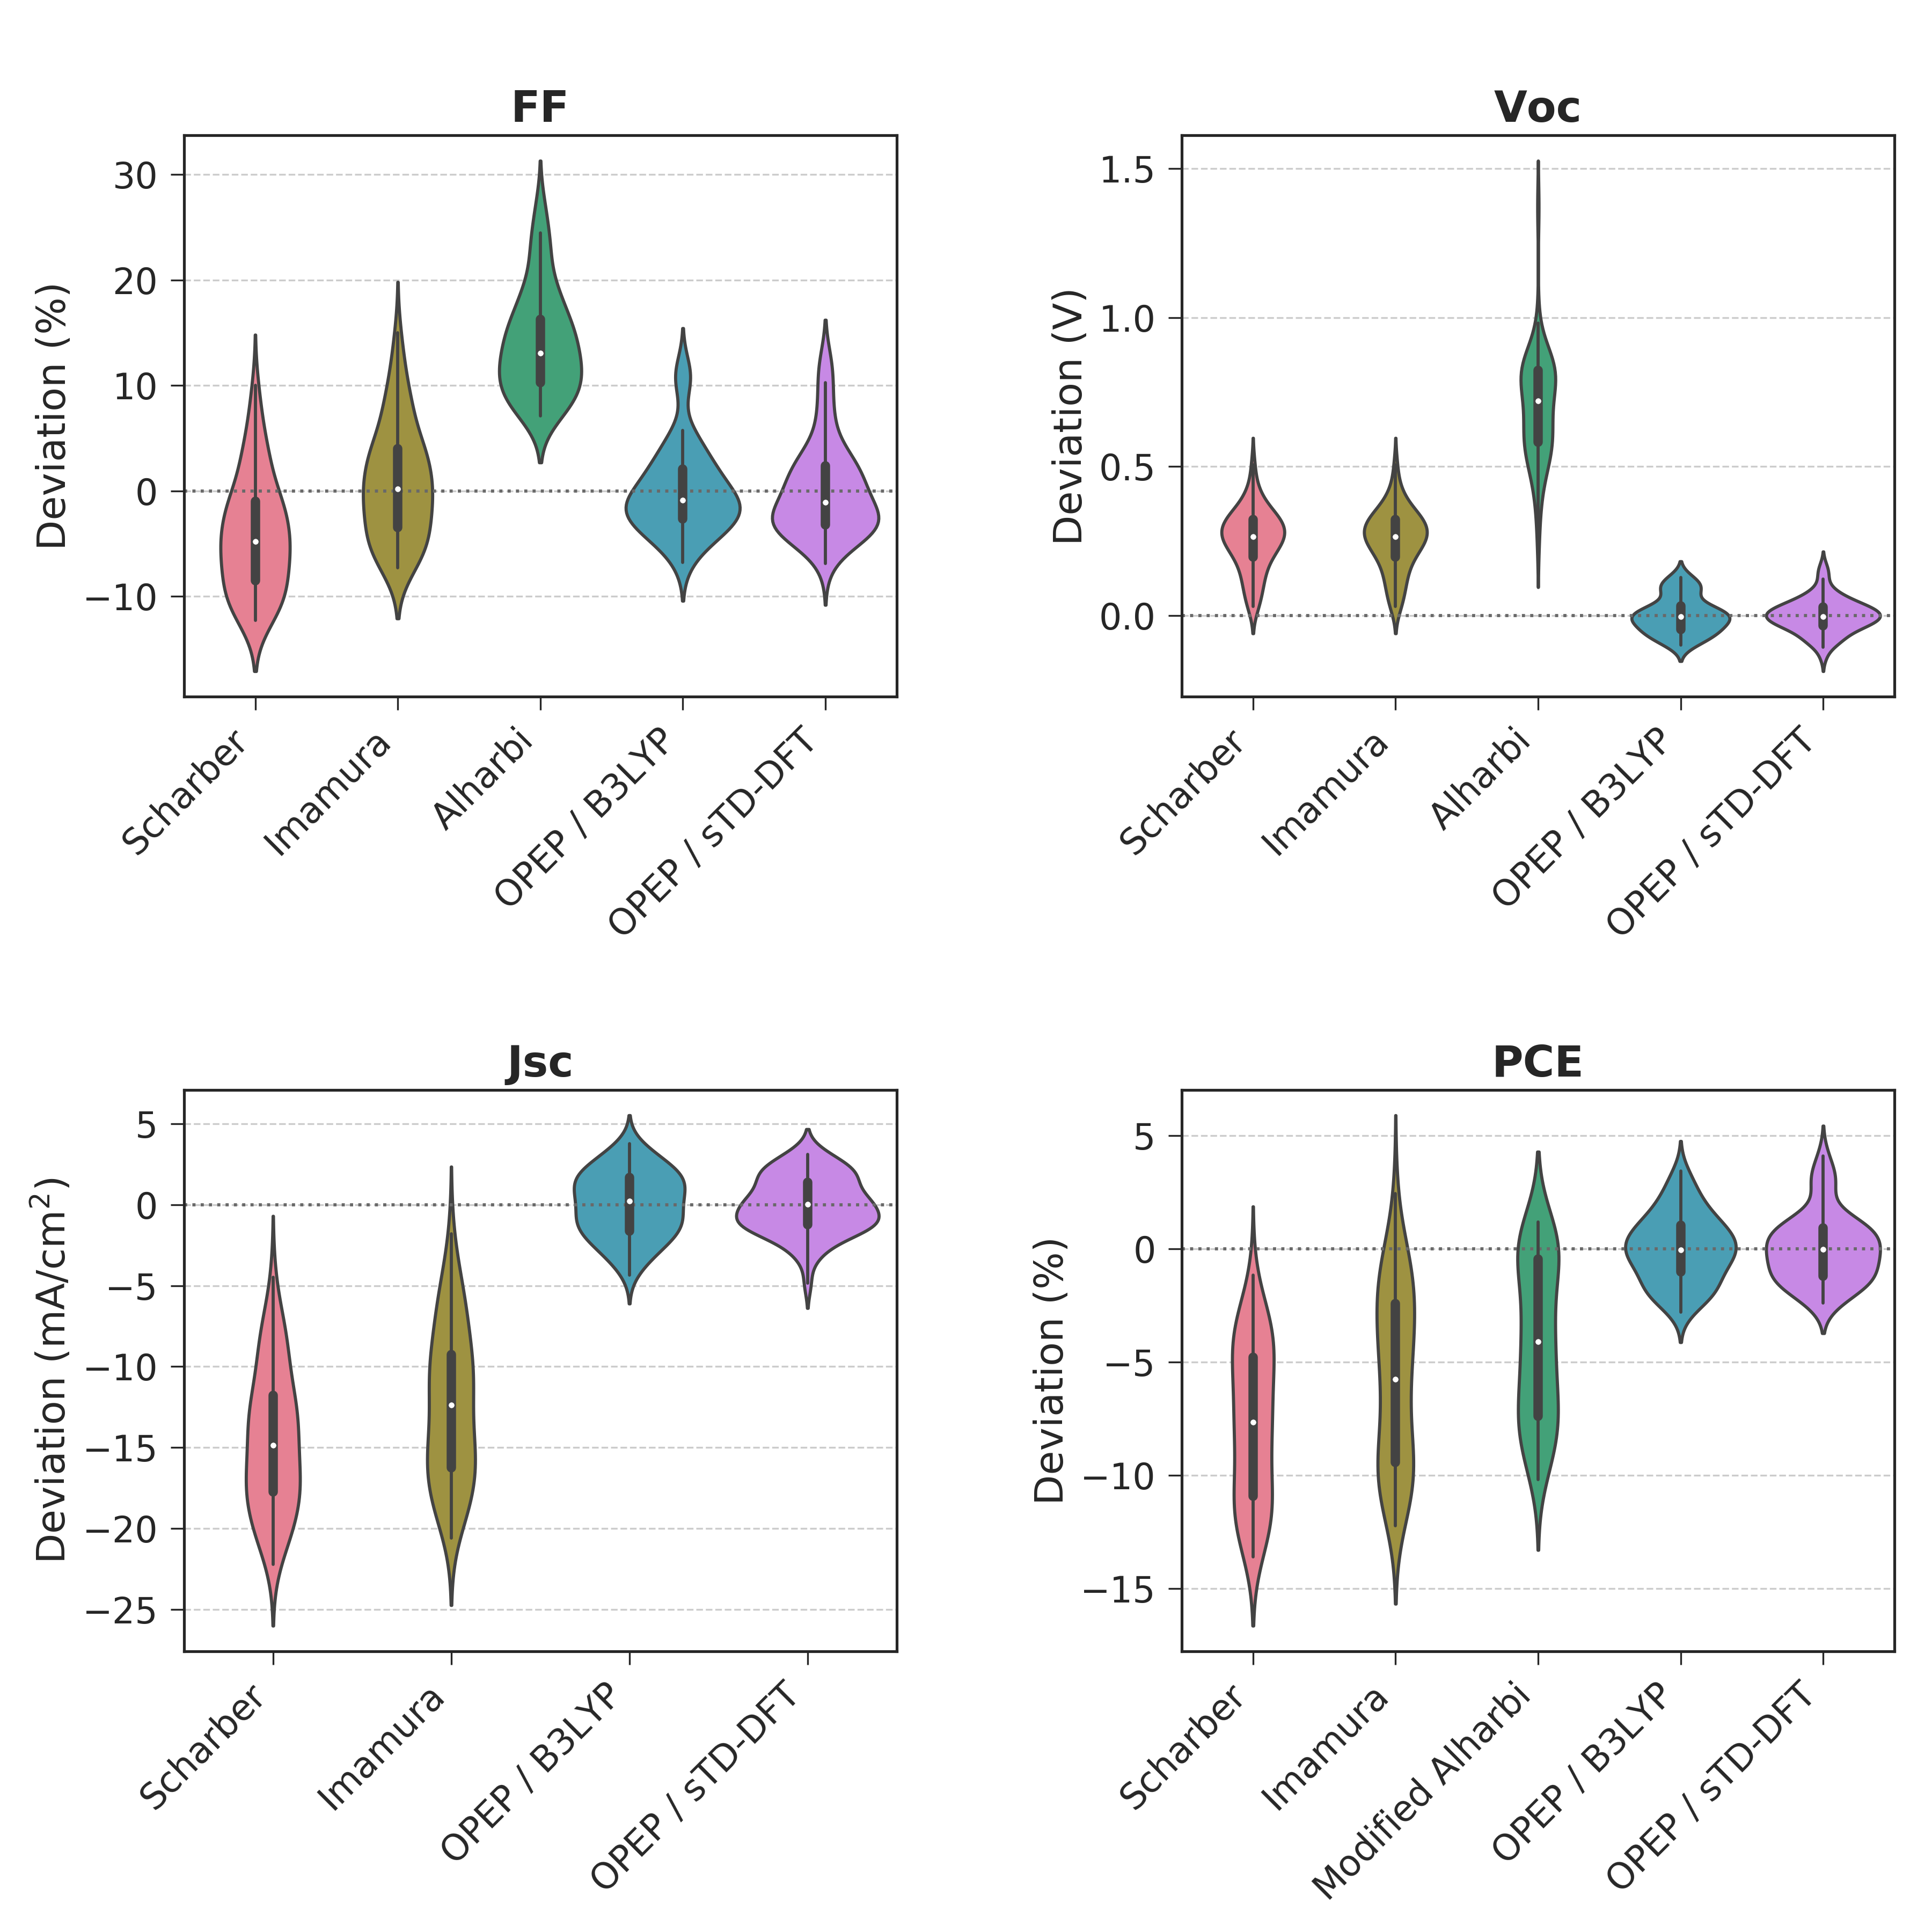 FF
Deviation (%)
30
20
10
0
−10
Scharber
Imamura
Alharbi
OPEP / B3LYP
OPEP / sTD-DFT
Voc
Deviation (V)
1.5
1.0
0.5
0.0
Scharber
Imamura
Alharbi
OPEP / B3LYP
OPEP / sTD-DFT
Jsc
Deviation (mA/cm²)
5
0
−5
−10
−15
−20
−25
Scharber
Imamura
OPEP / B3LYP
OPEP / sTD-DFT
PCE
Deviation (%)
5
0
−5
−10
−15
Scharber
Imamura
Modified Alharbi
OPEP / B3LYP
OPEP / sTD-DFT